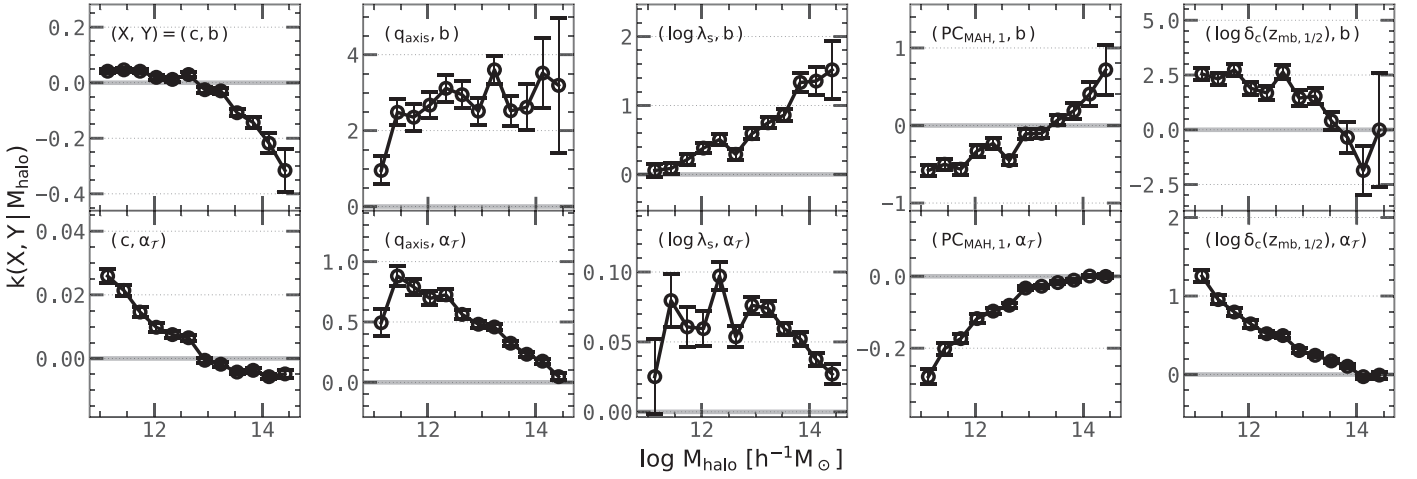 k(X, Y | M_halo)
0.2
0.0
−0.2
−0.4
(X, Y) = (c, b)
4
2
0
(q_axis, b)
2
1
0
(log λ_s, b)
1
0
−1
(PC_MAH, 1, b)
5.0
2.5
0.0
−2.5
(log δ_c(z_mb, 1/2), b)
0.04
0.02
0.00
(c, α_𝒯)
1.0
0.5
0.0
(q_axis, α_𝒯)
0.10
0.05
0.00
(log λ_s, α_𝒯)
0.0
−0.2
(PC_MAH, 1, α_𝒯)
2
1
0
(log δ_c(z_mb, 1/2), α_𝒯)
12 14 12 14 12 14 12 14 12 14
log M_halo [h⁻¹M_⊙]